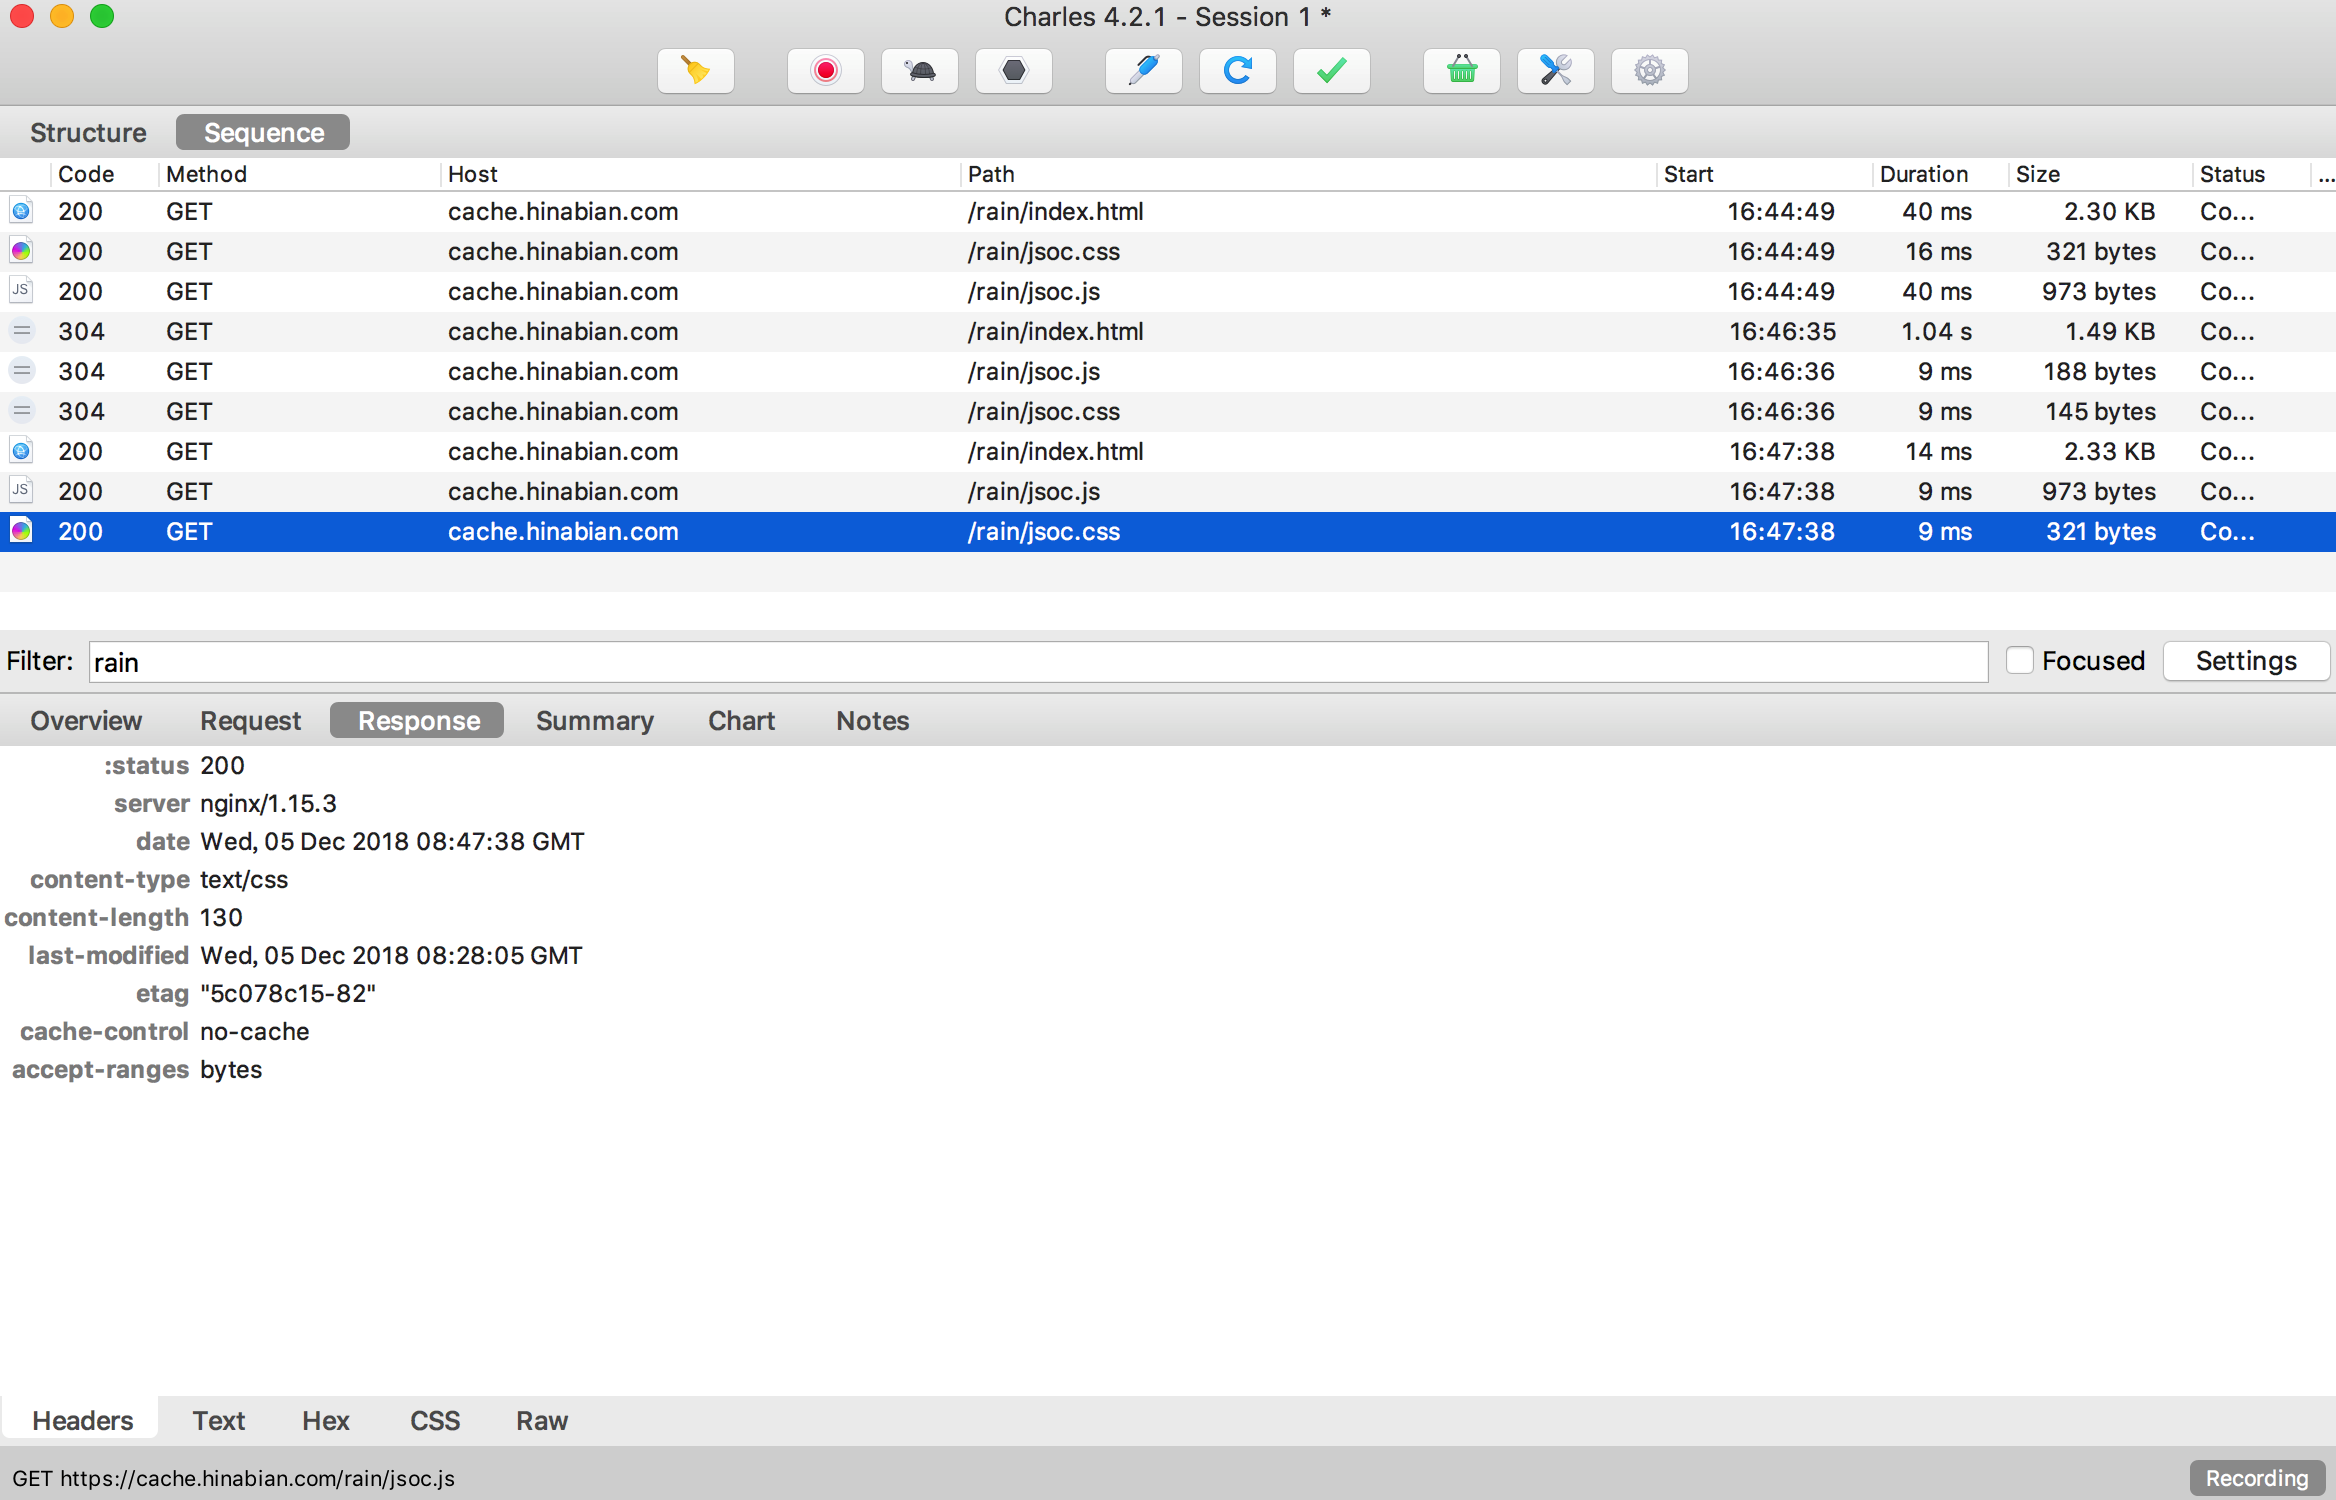 Charles 4.2.1 - Session 1 *
Structure Sequence
Code Method Host Path Start Duration Size Status ...
200 GET cache.hinabian.com /rain/index.html 16:44:49 40 ms 2.30 KB Co...
200 GET cache.hinabian.com /rain/jsoc.css 16:44:49 16 ms 321 bytes Co...
JS 200 GET cache.hinabian.com /rain/jsoc.js 16:44:49 40 ms 973 bytes Co...
304 GET cache.hinabian.com /rain/index.html 16:46:35 1.04 s 1.49 KB Co...
304 GET cache.hinabian.com /rain/jsoc.js 16:46:36 9 ms 188 bytes Co...
304 GET cache.hinabian.com /rain/jsoc.css 16:46:36 9 ms 145 bytes Co...
200 GET cache.hinabian.com /rain/index.html 16:47:38 14 ms 2.33 KB Co...
JS 200 GET cache.hinabian.com /rain/jsoc.js 16:47:38 9 ms 973 bytes Co...
200 GET cache.hinabian.com /rain/jsoc.css 16:47:38 9 ms 321 bytes Co...
Filter: rain Focused Settings
Overview Request Response Summary Chart Notes
:status 200
server nginx/1.15.3
date Wed, 05 Dec 2018 08:47:38 GMT
content-type text/css
content-length 130
last-modified Wed, 05 Dec 2018 08:28:05 GMT
etag "5c078c15-82"
cache-control no-cache
accept-ranges bytes
Headers Text Hex CSS Raw
GET https://cache.hinabian.com/rain/jsoc.js Recording